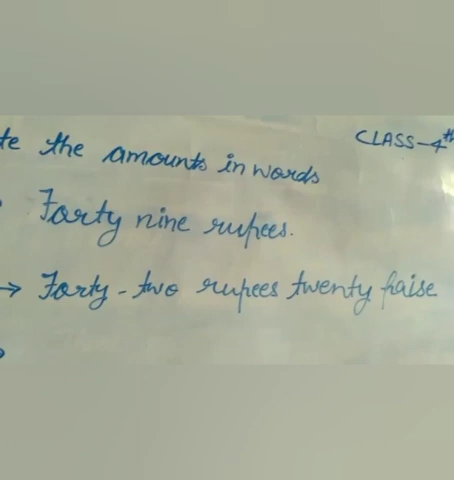 CLASS-4th
te the amounts in words
Forty nine rupees.
→ Forty-two rupees twenty paise